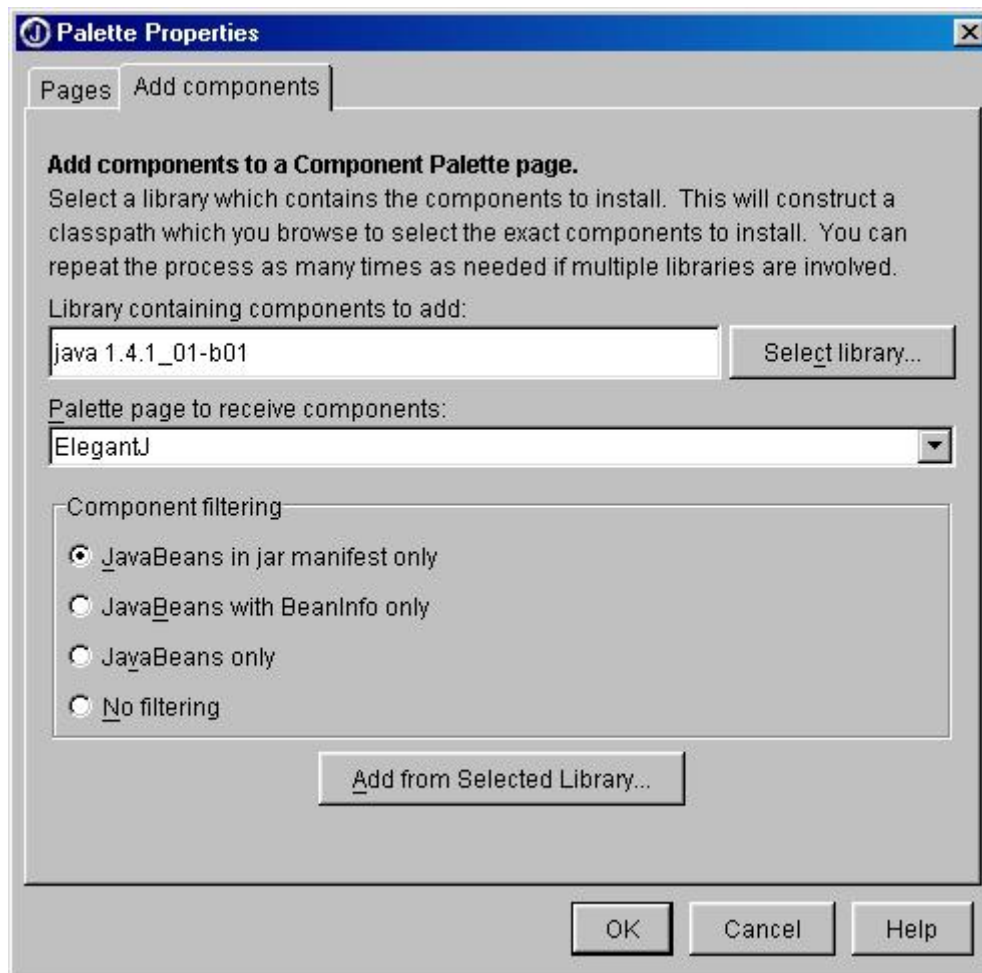 Palette Properties
Pages
Add components
Add components to a Component Palette page.
Select a library which contains the components to install. This will construct a
classpath which you browse to select the exact components to install. You can
repeat the process as many times as needed if multiple libraries are involved.
Library containing components to add:
java 1.4.1_01-b01
Select library...
Palette page to receive components:
ElegantJ
Component filtering
JavaBeans in jar manifest only
JavaBeans with BeanInfo only
JavaBeans only
No filtering
Add from Selected Library...
OK
Cancel
Help